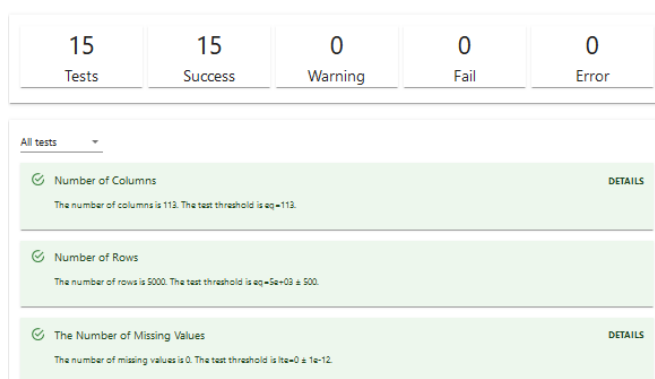 15 15 0 0 0
Tests Success Warning Fail Error
All tests
Number of Columns DETAILS
The number of columns is 113. The test threshold is eq=113.
Number of Rows
The number of rows is 5000. The test threshold is eq=5e+03 ± 500.
The Number of Missing Values DETAILS
The number of missing values is 0. The test threshold is lte=0 ± 1e-12.